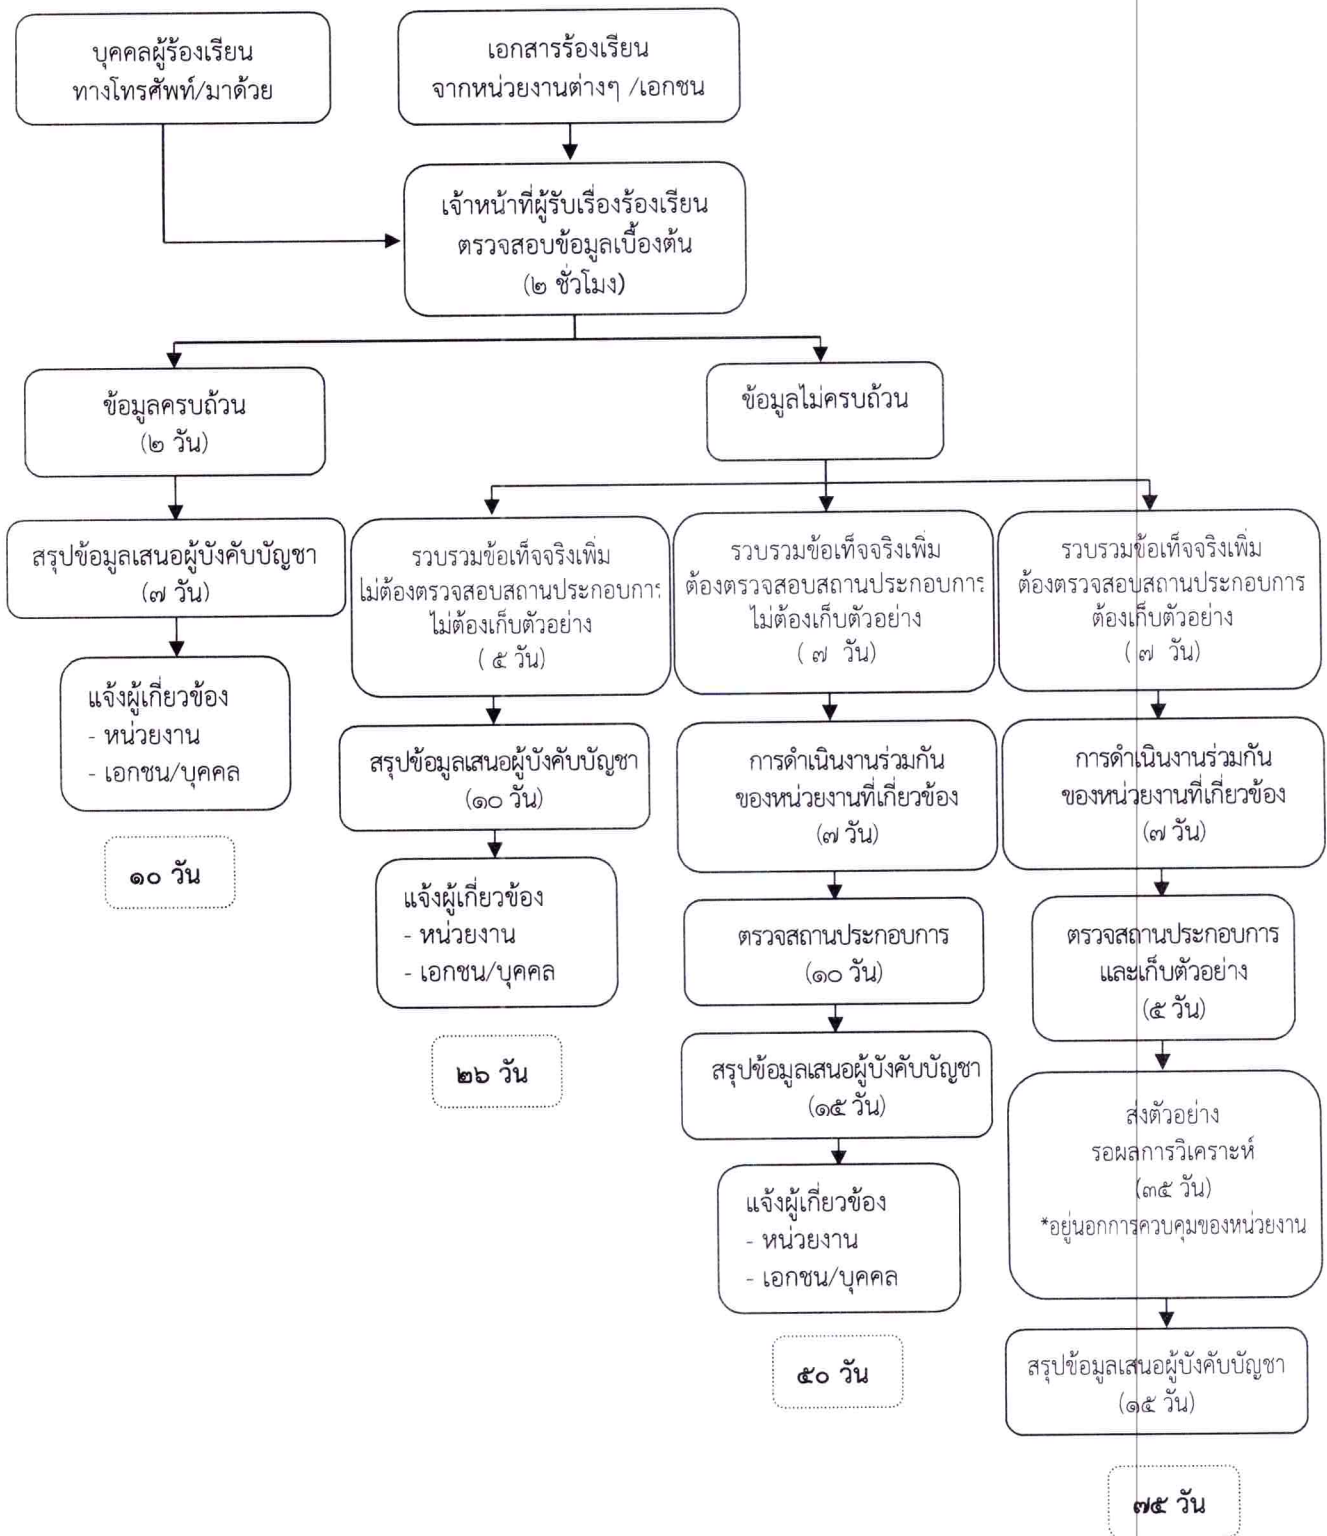 บุคคลผู้ร้องเรียน
ทางโทรศัพท์/มาด้วย
เอกสารร้องเรียน
จากหน่วยงานต่างๆ /เอกชน
เจ้าหน้าที่ผู้รับเรื่องร้องเรียน
ตรวจสอบข้อมูลเบื้องต้น
(๒ ชั่วโมง)
ข้อมูลครบถ้วน
(๒ วัน)
ข้อมูลไม่ครบถ้วน
สรุปข้อมูลเสนอผู้บังคับบัญชา
(๗ วัน)
แจ้งผู้เกี่ยวข้อง
- หน่วยงาน
- เอกชน/บุคคล
๑๐ วัน
รวบรวมข้อเท็จจริงเพิ่ม
ไม่ต้องตรวจสอบสถานประกอบการ
ไม่ต้องเก็บตัวอย่าง
( ๕ วัน)
สรุปข้อมูลเสนอผู้บังคับบัญชา
(๑๐ วัน)
แจ้งผู้เกี่ยวข้อง
- หน่วยงาน
- เอกชน/บุคคล
๒๖ วัน
รวบรวมข้อเท็จจริงเพิ่ม
ต้องตรวจสอบสถานประกอบการ
ไม่ต้องเก็บตัวอย่าง
( ๗ วัน)
การดำเนินงานร่วมกัน
ของหน่วยงานที่เกี่ยวข้อง
(๗ วัน)
ตรวจสถานประกอบการ
(๑๐ วัน)
สรุปข้อมูลเสนอผู้บังคับบัญชา
(๑๕ วัน)
แจ้งผู้เกี่ยวข้อง
- หน่วยงาน
- เอกชน/บุคคล
๕๐ วัน
รวบรวมข้อเท็จจริงเพิ่ม
ต้องตรวจสอบสถานประกอบการ
ต้องเก็บตัวอย่าง
( ๗ วัน)
การดำเนินงานร่วมกัน
ของหน่วยงานที่เกี่ยวข้อง
(๗ วัน)
ตรวจสถานประกอบการ
และเก็บตัวอย่าง
(๕ วัน)
ส่งตัวอย่าง
รอผลการวิเคราะห์
(๓๕ วัน)
*อยู่นอกการควบคุมของหน่วยงาน
สรุปข้อมูลเสนอผู้บังคับบัญชา
(๑๕ วัน)
๗๕ วัน